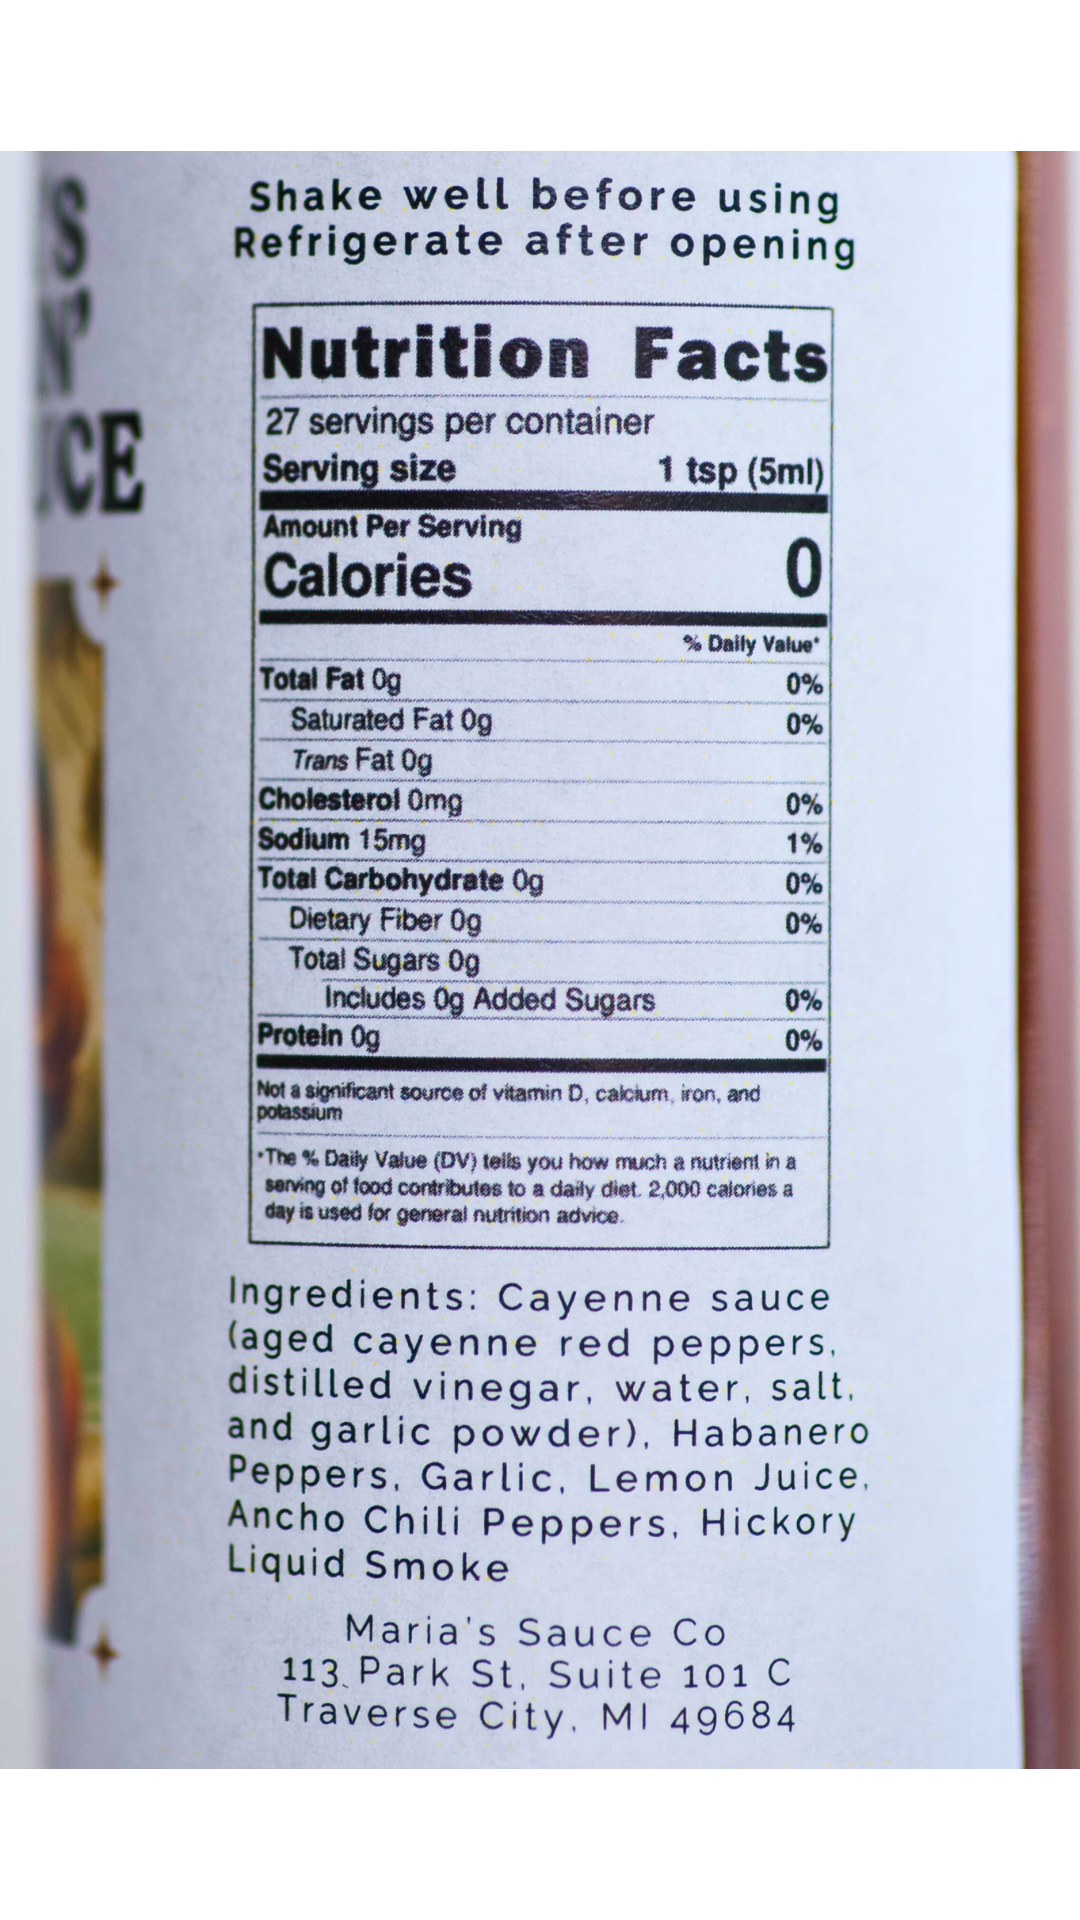 S
N'
CE
Shake well before using
Refrigerate after opening
Nutrition Facts
27 servings per container
Serving size 1 tsp (5ml)
Amount Per Serving
Calories 0
% Daily Value*
Total Fat 0g 0%
Saturated Fat 0g 0%
Trans Fat 0g
Cholesterol 0mg 0%
Sodium 15mg 1%
Total Carbohydrate 0g 0%
Dietary Fiber 0g 0%
Total Sugars 0g
Includes 0g Added Sugars 0%
Protein 0g 0%
Not a significant source of vitamin D, calcium, iron, and
potassium
*The % Daily Value (DV) tells you how much a nutrient in a
serving of food contributes to a daily diet. 2,000 calories a
day is used for general nutrition advice.
Ingredients: Cayenne sauce
(aged cayenne red peppers,
distilled vinegar, water, salt,
and garlic powder), Habanero
Peppers, Garlic, Lemon Juice,
Ancho Chili Peppers, Hickory
Liquid Smoke
Maria's Sauce Co
113 Park St, Suite 101 C
Traverse City, MI 49684